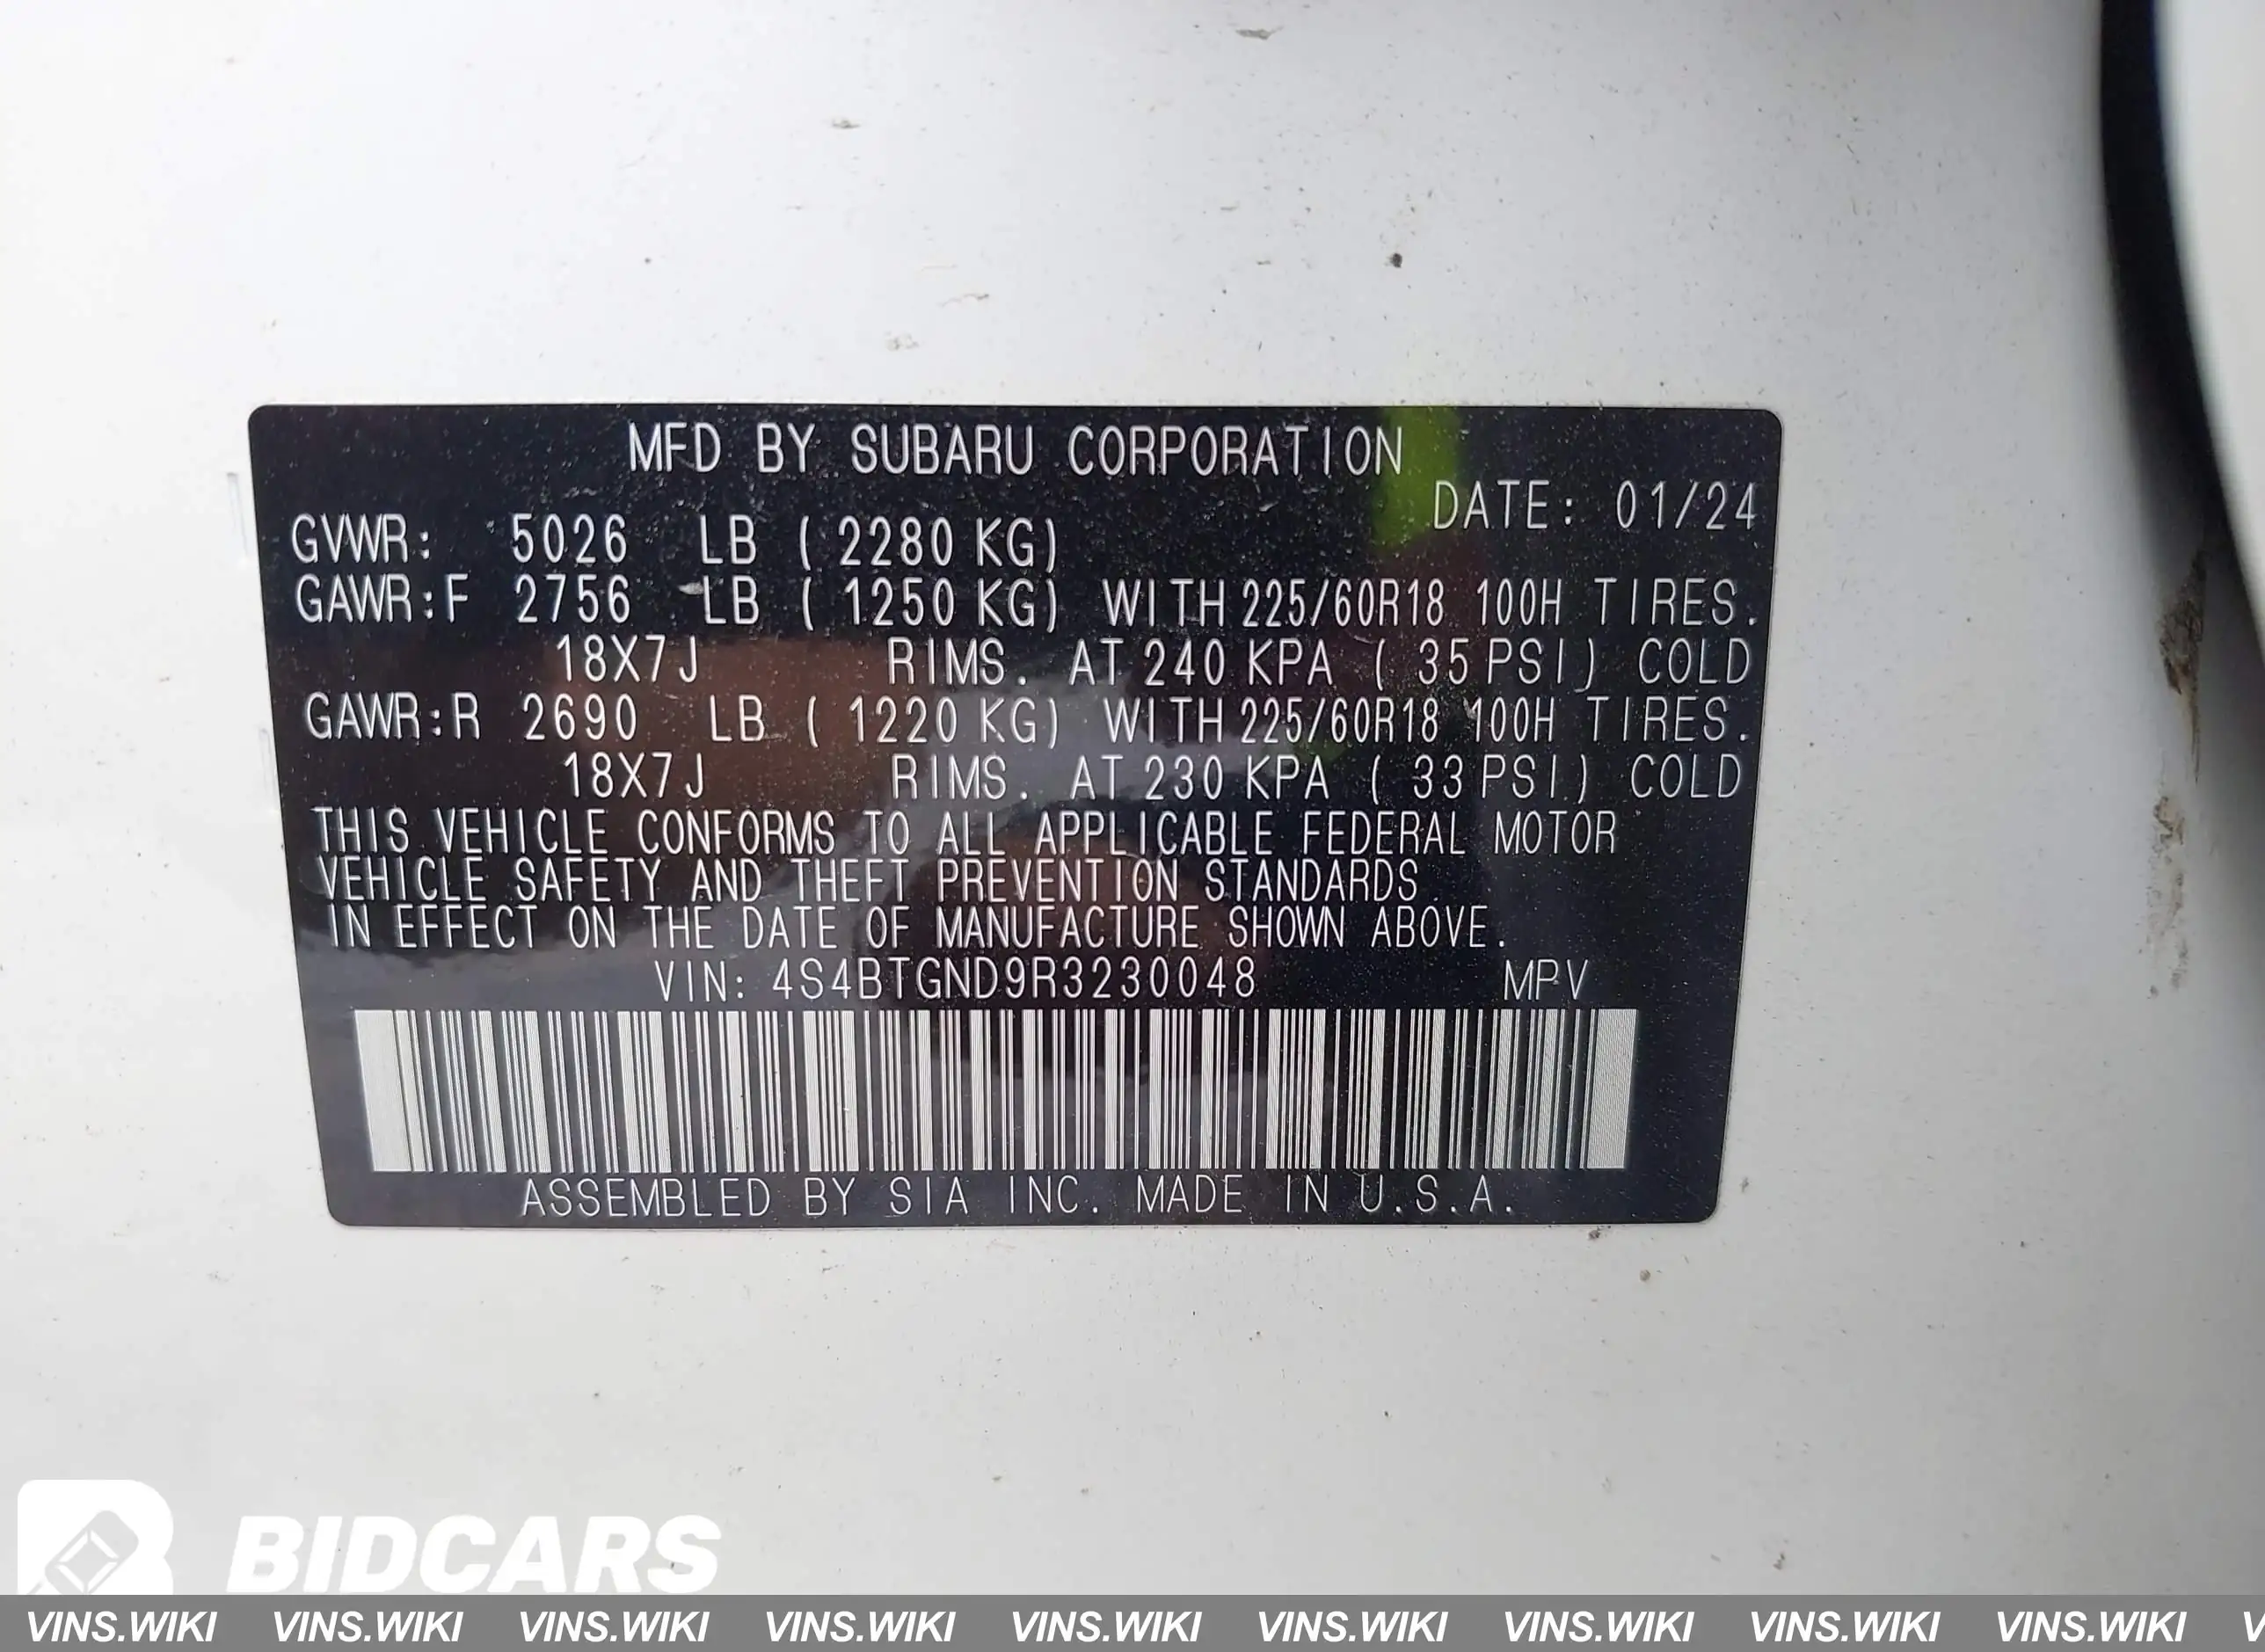 MFD BY SUBARU CORPORATION
DATE: 01/24
GVWR: 5026 LB ( 2280 KG)
GAWR:F 2756 LB ( 1250 KG) WITH 225/60R18 100H TIRES.
18X7J RIMS. AT 240 KPA ( 35 PSI) COLD
GAWR:R 2690 LB ( 1220 KG) WITH 225/60R18 100H TIRES.
18X7J RIMS. AT 230 KPA ( 33 PSI) COLD
THIS VEHICLE CONFORMS TO ALL APPLICABLE FEDERAL MOTOR
VEHICLE SAFETY AND THEFT PREVENTION STANDARDS
IN EFFECT ON THE DATE OF MANUFACTURE SHOWN ABOVE.
VIN: 4S4BTGND9R3230048 MPV
ASSEMBLED BY SIA INC. MADE IN U.S.A.
BIDCARS
VINS.WIKI VINS.WIKI VINS.WIKI VINS.WIKI VINS.WIKI VINS.WIKI VINS.WIKI VINS.WIKI VINS.WIKI V